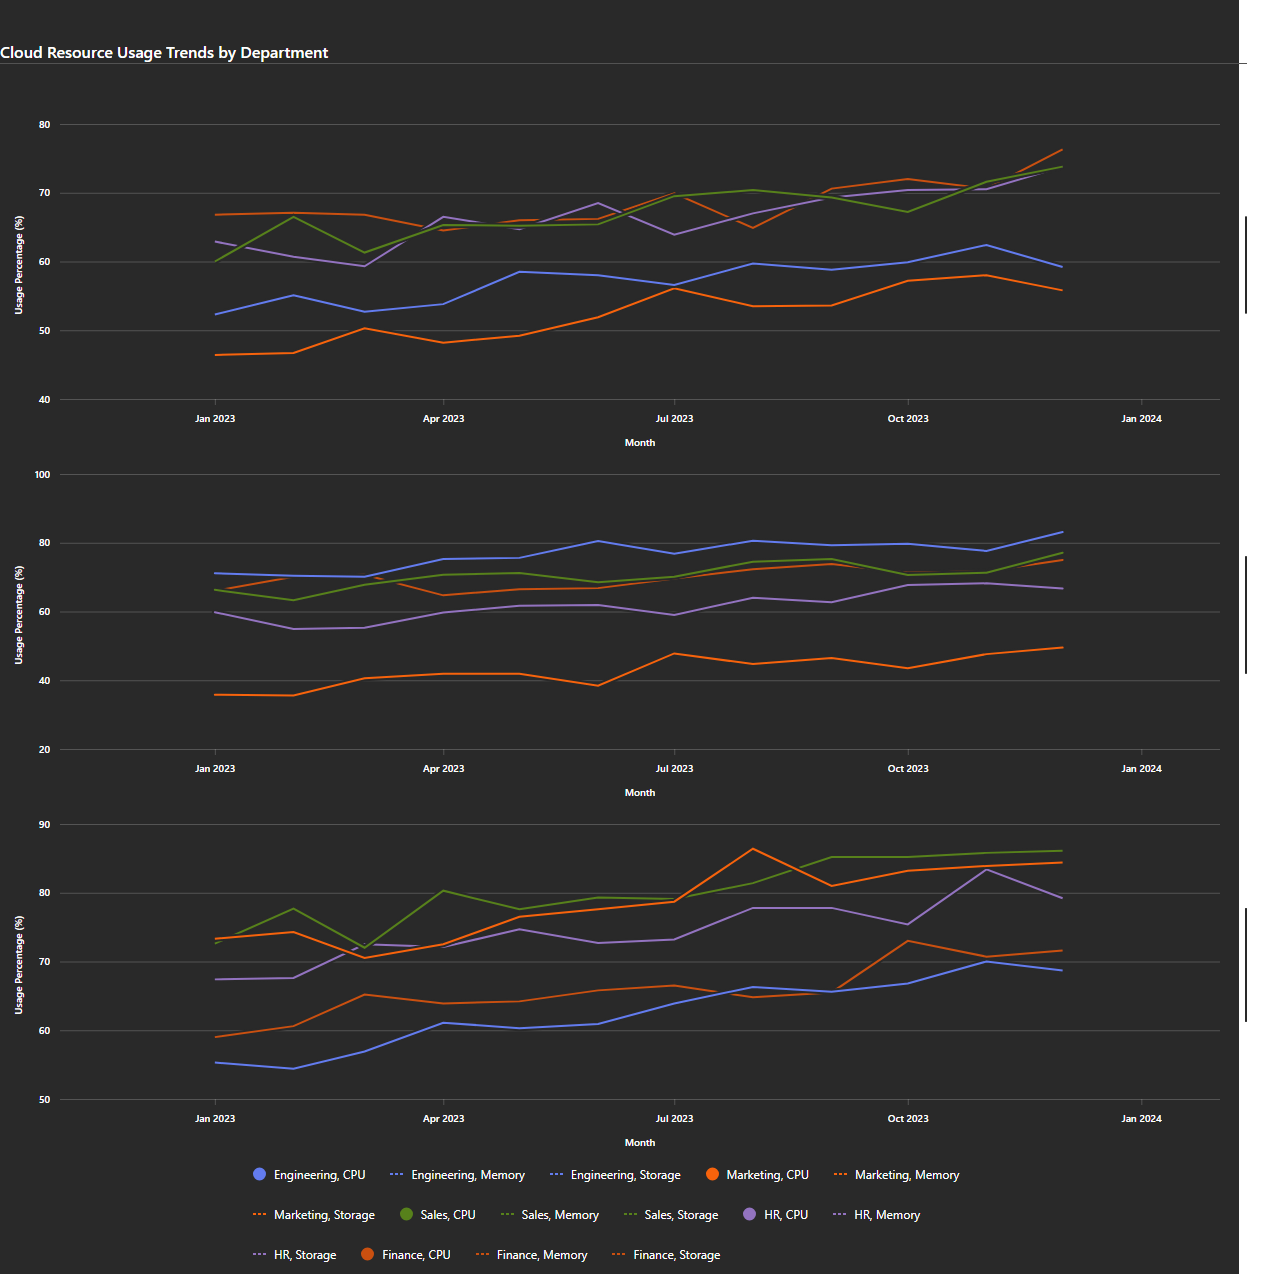 Cloud Resource Usage Trends by Department
80
70
60
50
40
Usage Percentage (%)
Jan 2023 Apr 2023 Jul 2023 Oct 2023 Jan 2024
Month
100
80
60
40
20
Usage Percentage (%)
Jan 2023 Apr 2023 Jul 2023 Oct 2023 Jan 2024
Month
90
80
70
60
50
Usage Percentage (%)
Jan 2023 Apr 2023 Jul 2023 Oct 2023 Jan 2024
Month
Engineering, CPU Engineering, Memory Engineering, Storage Marketing, CPU Marketing, Memory
Marketing, Storage Sales, CPU Sales, Memory Sales, Storage HR, CPU HR, Memory
HR, Storage Finance, CPU Finance, Memory Finance, Storage